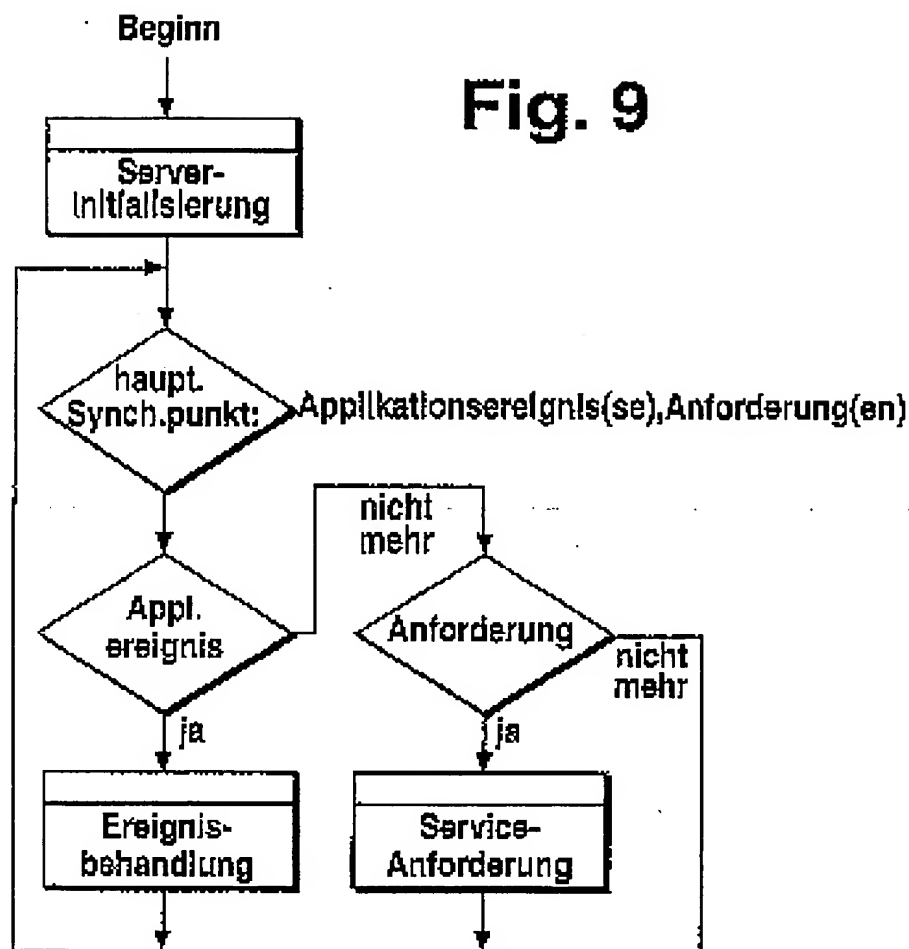 Beginn
Fig. 9
Server-
Initialisierung
haupt.
Synch.punkt:
Applikationsereignis(se),Anforderung(en)
nicht
mehr
Appl.
ereignis
Anforderung
nicht
mehr
ja
ja
Ereignis-
behandlung
Service-
Anforderung